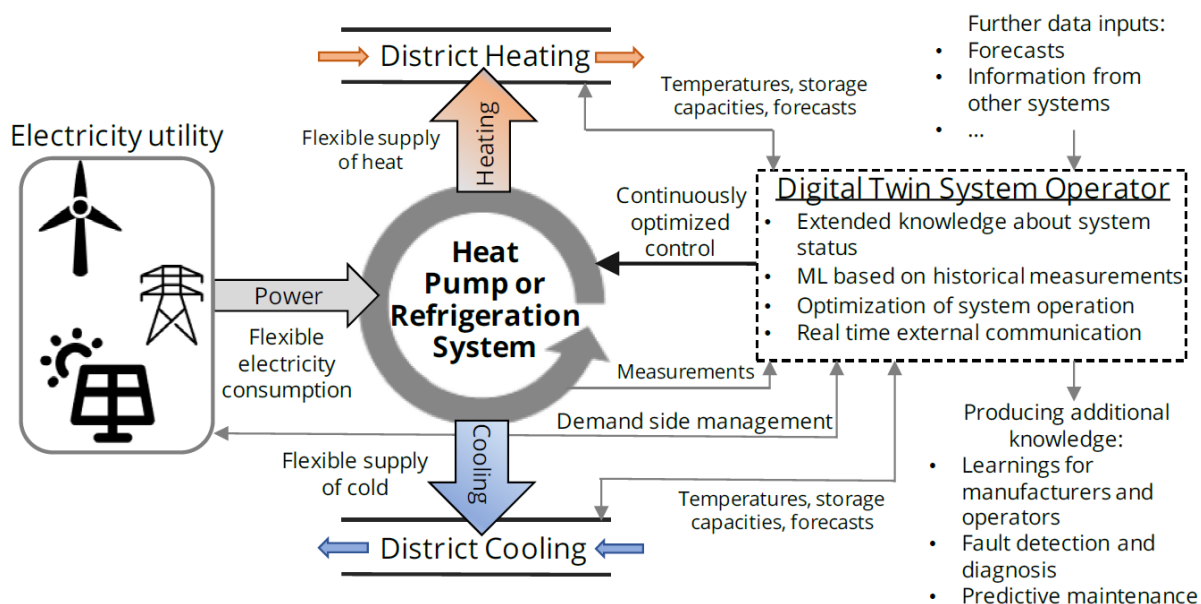 District Heating
Further data inputs:
• Forecasts
• Information from
other systems
• ...
Temperatures, storage
capacities, forecasts
Electricity utility
Flexible supply
of heat
Heating
Digital Twin System Operator
• Extended knowledge about system
status
• ML based on historical measurements
• Optimization of system operation
• Real time external communication
Continuously
optimized
control
Heat
Pump or
Refrigeration
System
Power
Flexible
electricity
consumption
Measurements
Demand side management
Cooling
Flexible supply
of cold
Temperatures, storage
capacities, forecasts
District Cooling
Producing additional
knowledge:
• Learnings for
manufacturers and
operators
• Fault detection and
diagnosis
• Predictive maintenance